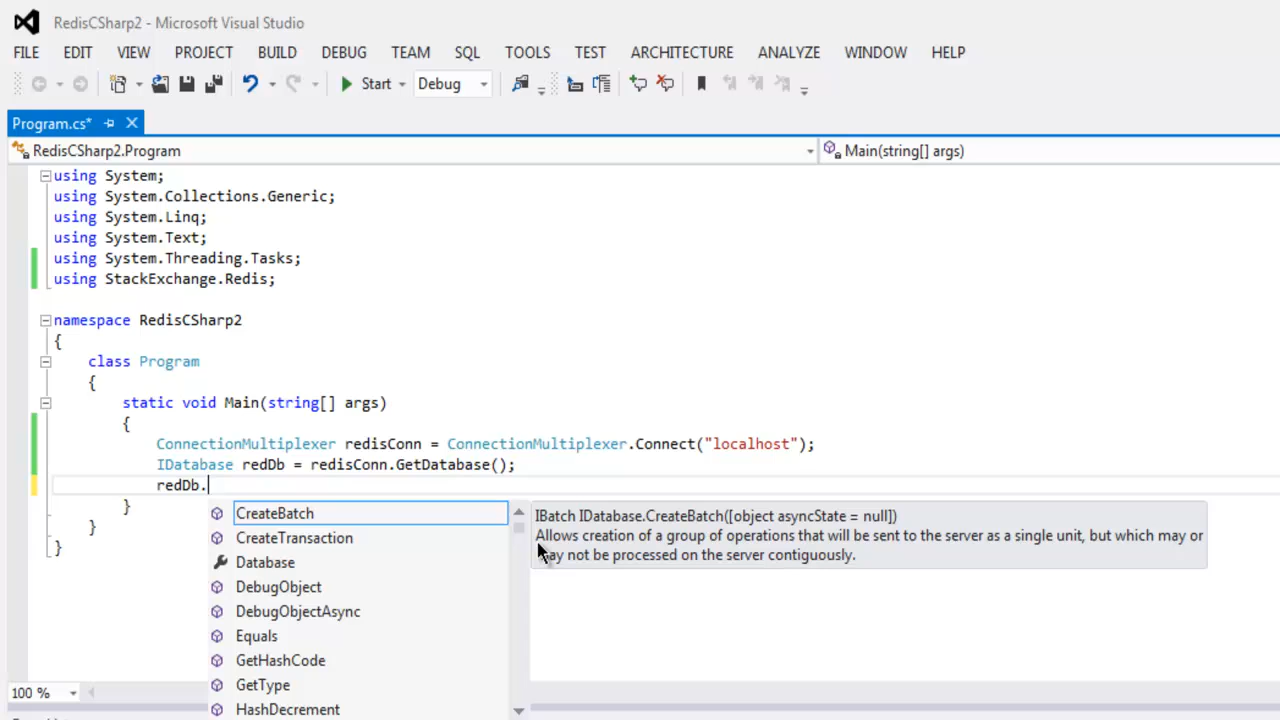 RedisCSharp2 - Microsoft Visual Studio
FILE EDIT VIEW PROJECT BUILD DEBUG TEAM SQL TOOLS TEST ARCHITECTURE ANALYZE WINDOW HELP
Start Debug
Program.cs*
RedisCSharp2.Program Main(string[] args)
using System;
using System.Collections.Generic;
using System.Linq;
using System.Text;
using System.Threading.Tasks;
using StackExchange.Redis;
namespace RedisCSharp2
{
class Program
{
static void Main(string[] args)
{
ConnectionMultiplexer redisConn = ConnectionMultiplexer.Connect("localhost");
IDatabase redDb = redisConn.GetDatabase();
redDb.
}
}
}
CreateBatch
CreateTransaction
Database
DebugObject
DebugObjectAsync
Equals
GetHashCode
GetType
HashDecrement
IBatch IDatabase.CreateBatch([object asyncState = null])
Allows creation of a group of operations that will be sent to the server as a single unit, but which may or
may not be processed on the server contiguously.
100 %